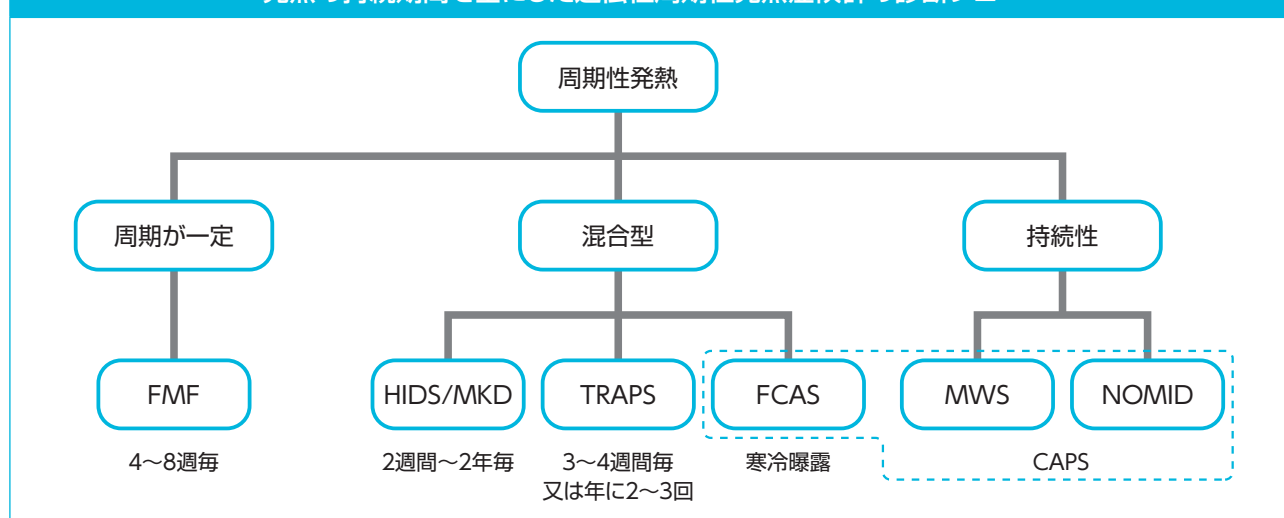 周期性発熱
周期が一定
混合型
持続性
FMF
HIDS/MKD
TRAPS
FCAS
MWS
NOMID
4〜8週毎
2週間〜2年毎
3〜4週間毎
又は年に2〜3回
寒冷曝露
CAPS